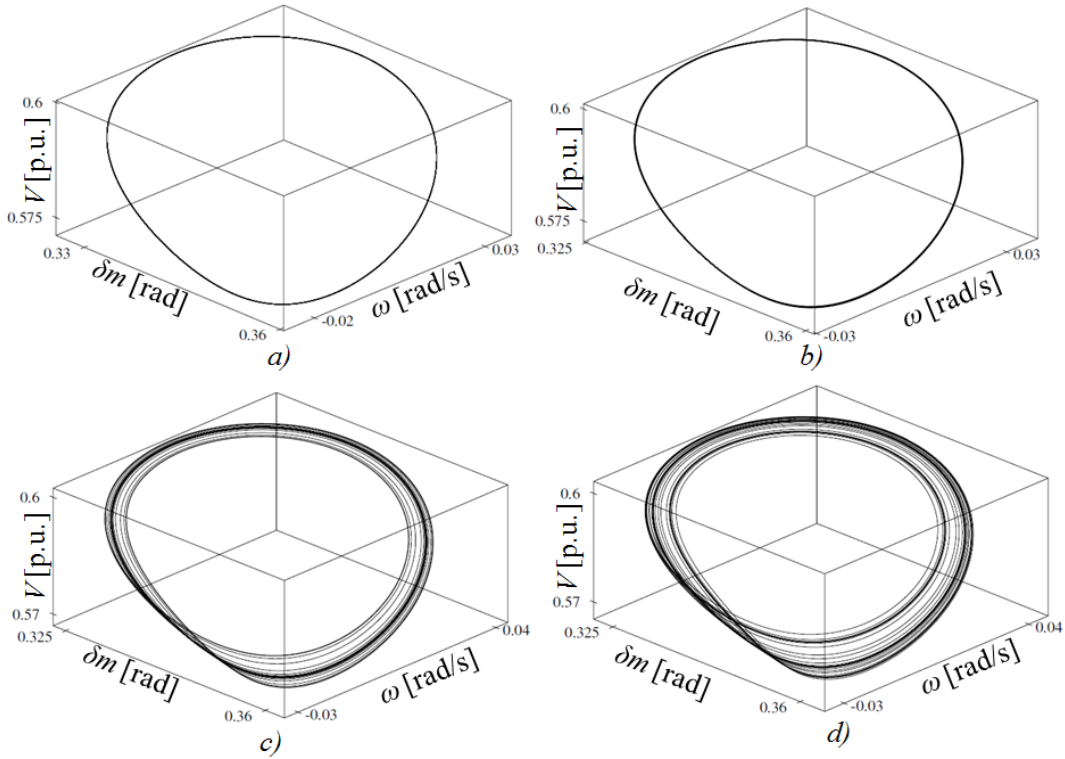 0.6
V [p.u.]
0.575
0.33
δm [rad]
0.36
-0.02
ω [rad/s]
0.03
a)
0.6
V [p.u.]
0.575
0.325
δm [rad]
0.36
-0.03
ω [rad/s]
0.03
b)
0.6
V [p.u.]
0.57
0.325
δm [rad]
0.36
-0.03
ω [rad/s]
0.04
c)
0.6
V [p.u.]
0.57
0.325
δm [rad]
0.36
-0.03
ω [rad/s]
0.04
d)